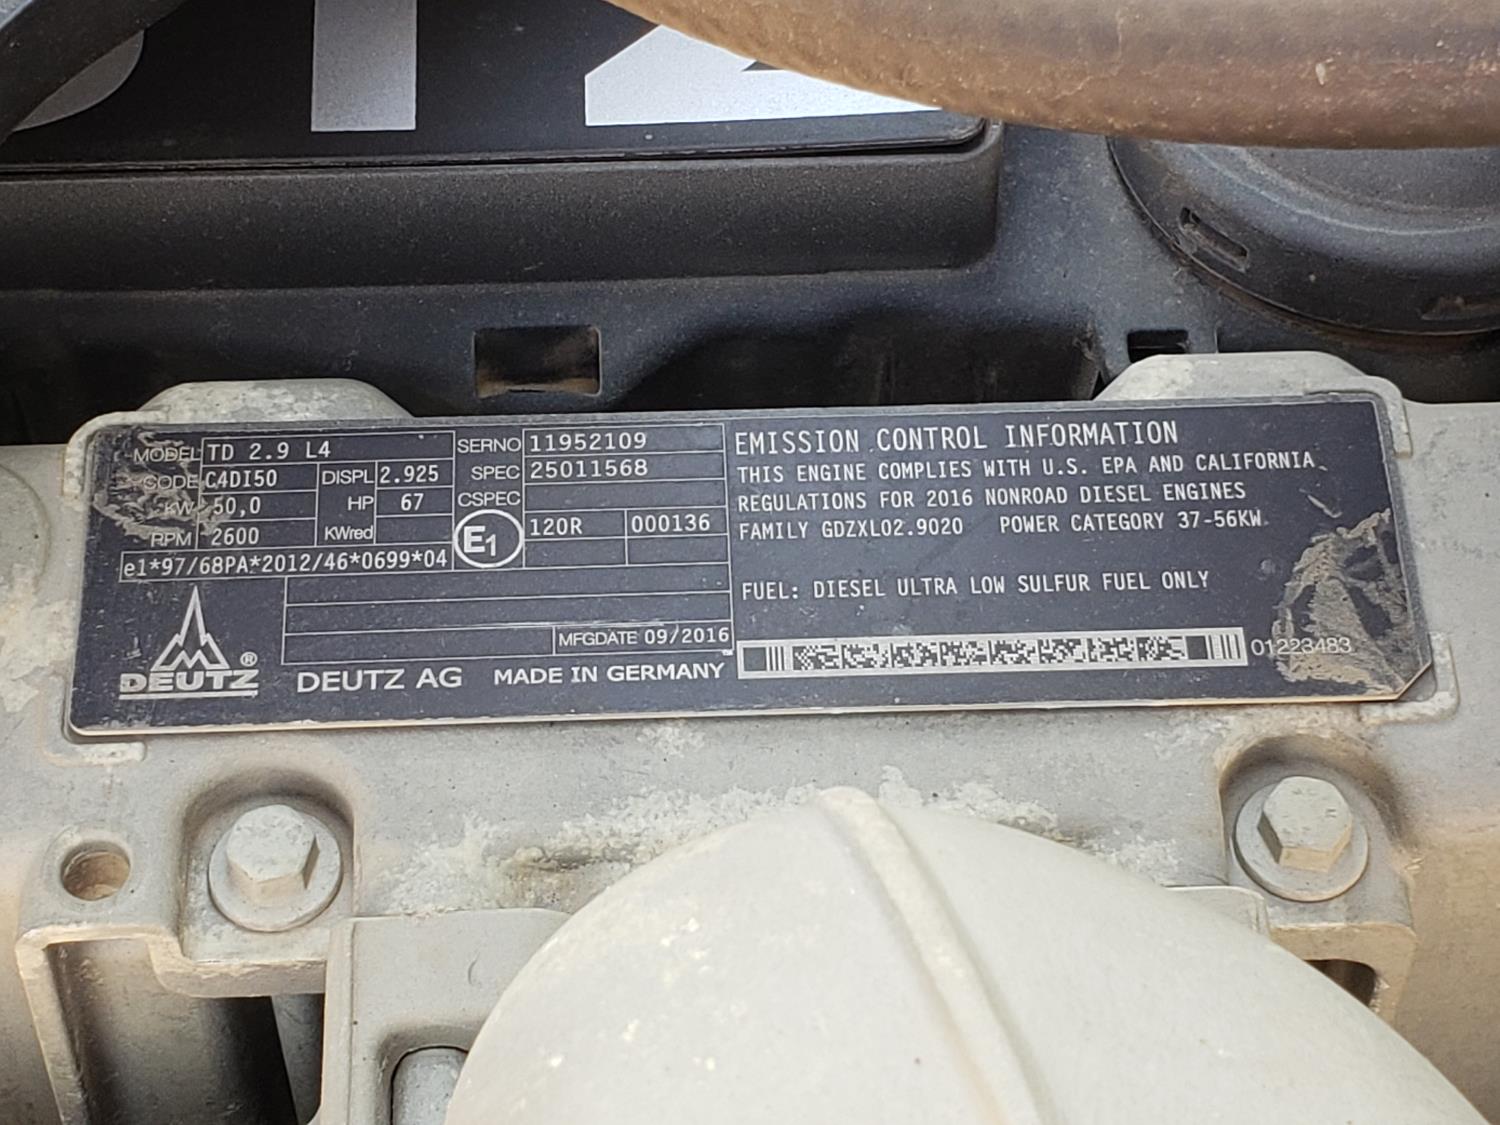 MODEL TD 2.9 L4
CODE C4DI50 DISPL 2.925
KW 50,0 HP 67
RPM 2600 KWred
e1*97/68PA*2012/46*0699*04
SERNO 11952109
SPEC 25011568
CSPEC
E1 120R 000136
MFGDATE 09/2016
DEUTZ ®
DEUTZ AG MADE IN GERMANY
EMISSION CONTROL INFORMATION
THIS ENGINE COMPLIES WITH U.S. EPA AND CALIFORNIA
REGULATIONS FOR 2016 NONROAD DIESEL ENGINES
FAMILY GDZXL02.9020 POWER CATEGORY 37-56KW
FUEL: DIESEL ULTRA LOW SULFUR FUEL ONLY
01223483